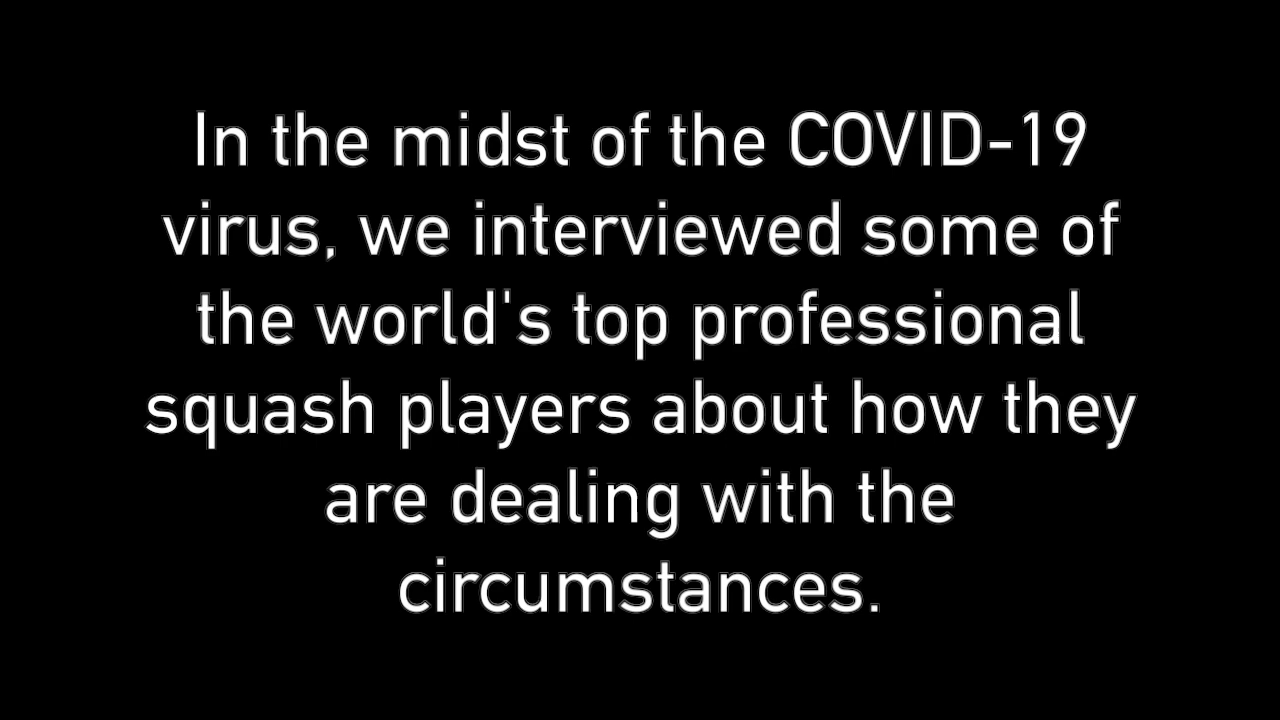 In the midst of the COVID-19
virus, we interviewed some of
the world's top professional
squash players about how they
are dealing with the
circumstances.